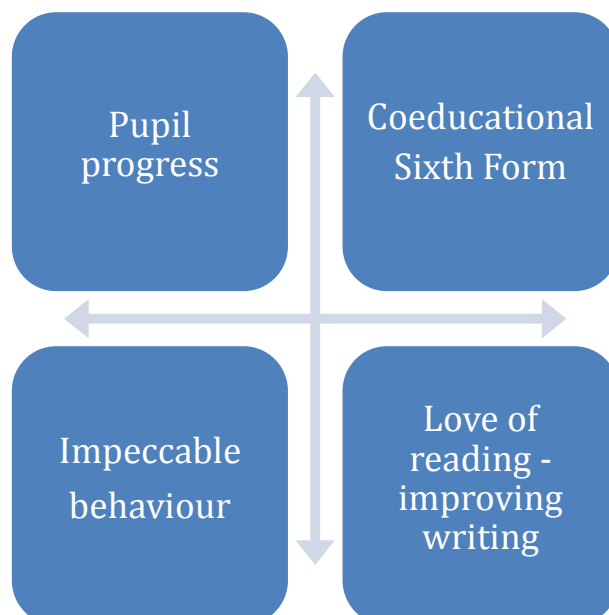 Pupil
progress
Coeducational
Sixth Form
Impeccable
behaviour
Love of
reading -
improving
writing